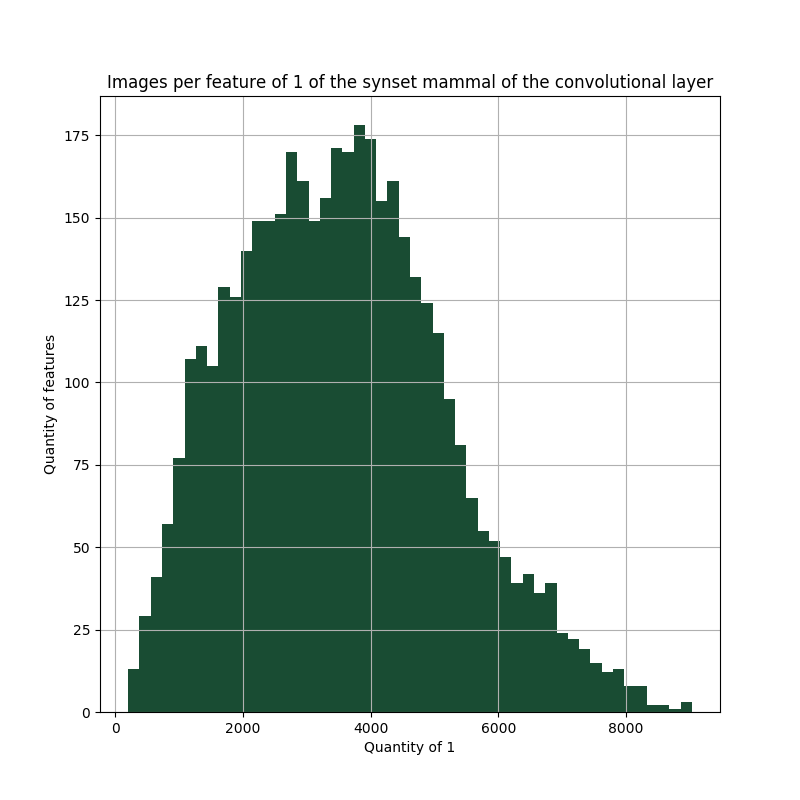 Images per feature of 1 of the synset mammal of the convolutional layer
175
150
125
100
75
50
25
0
Quantity of features
0 2000 4000 6000 8000
Quantity of 1